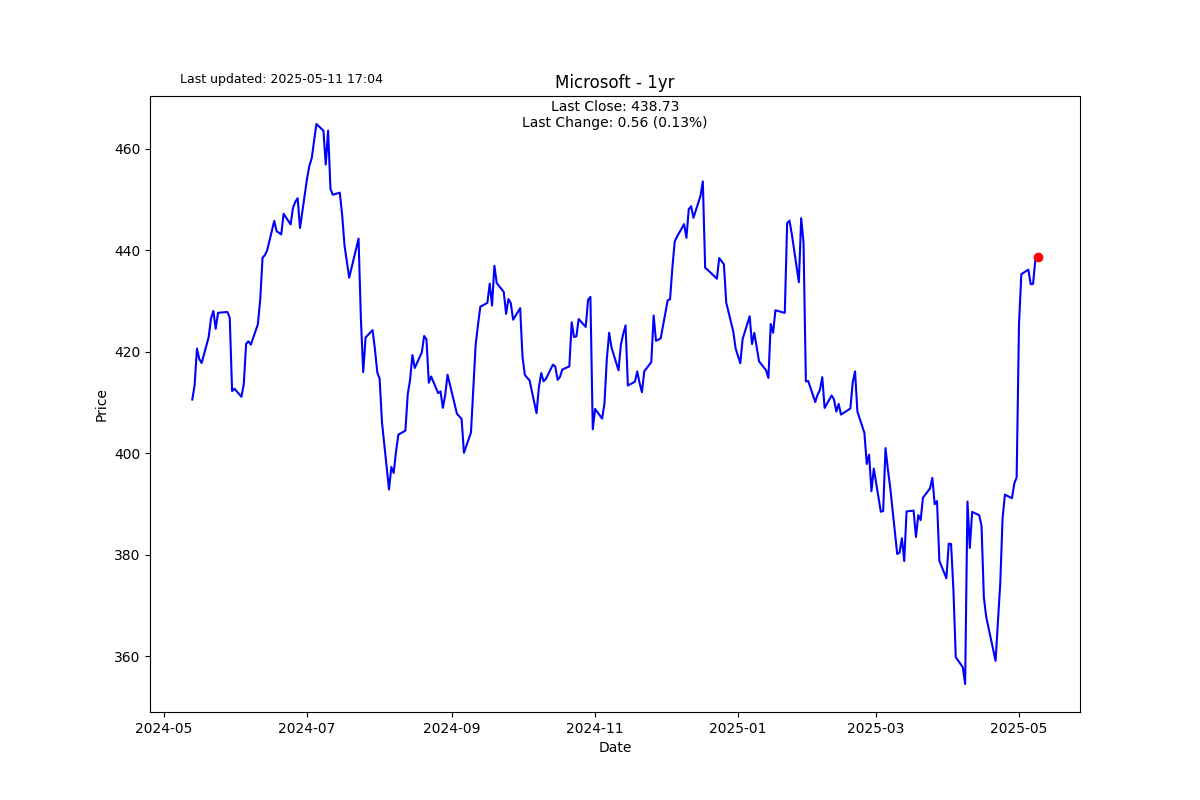 Last updated: 2025-05-11 17:04
Microsoft - 1yr
Last Close: 438.73
Last Change: 0.56 (0.13%)
460
440
420
400
380
360
Price
2024-05 2024-07 2024-09 2024-11 2025-01 2025-03 2025-05
Date